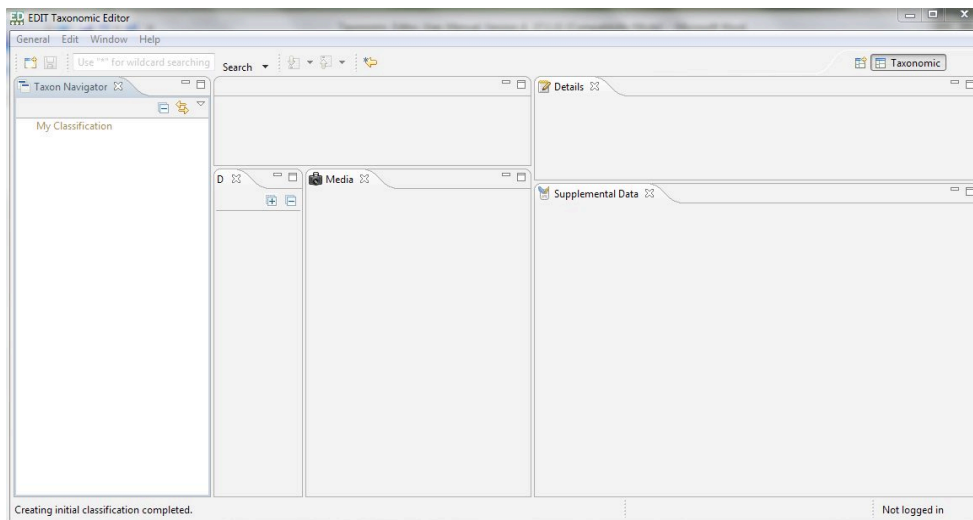 EDIT Taxonomic Editor
General Edit Window Help
Use "*" for wildcard searching
Search
Taxonomic
Taxon Navigator
Details
My Classification
D
Media
Supplemental Data
Creating initial classification completed.
Not logged in